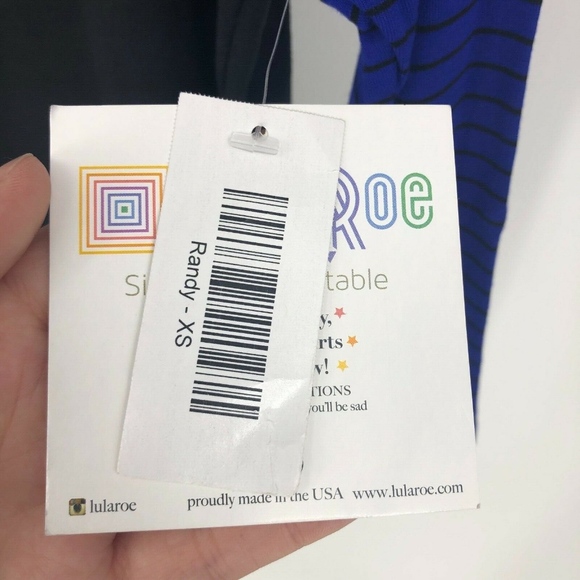 Roe
Si table
y,
rts
w!
TIONS
you'll be sad
Randy - XS
lularoe
proudly made in the USA www.lularoe.com